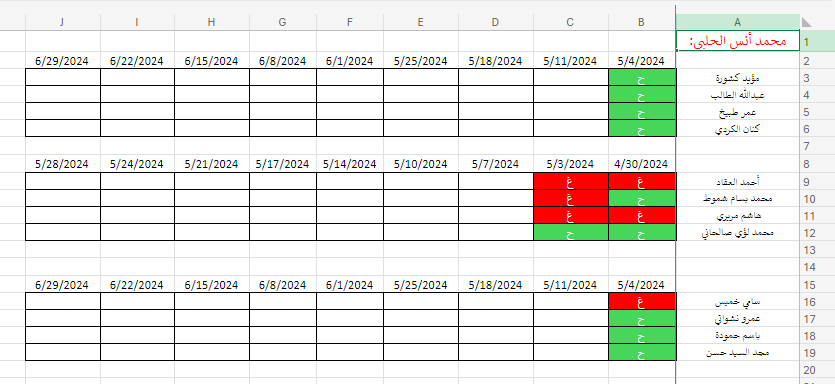 A B C D E F G H I J
1 محمد أنس الحلبي:
2 5/4/2024 5/11/2024 5/18/2024 5/25/2024 6/1/2024 6/8/2024 6/15/2024 6/22/2024 6/29/2024
3 مؤيد كشورة ح
4 عبدالله الطالب ح
5 عمر طبيخ ح
6 كنان الكردي ح
7
8 4/30/2024 5/3/2024 5/7/2024 5/10/2024 5/14/2024 5/17/2024 5/21/2024 5/24/2024 5/28/2024
9 أحمد العقاد غ غ
10 محمد بسام شموط ح غ
11 هاشم مريري غ غ
12 محمد لؤي صالحاني ح ح
13
14
15 5/4/2024 5/11/2024 5/18/2024 5/25/2024 6/1/2024 6/8/2024 6/15/2024 6/22/2024 6/29/2024
16 سامي خميس غ
17 عمرو نشواتي ح
18 باسم حمودة ح
19 مجد السيد حسن ح
20